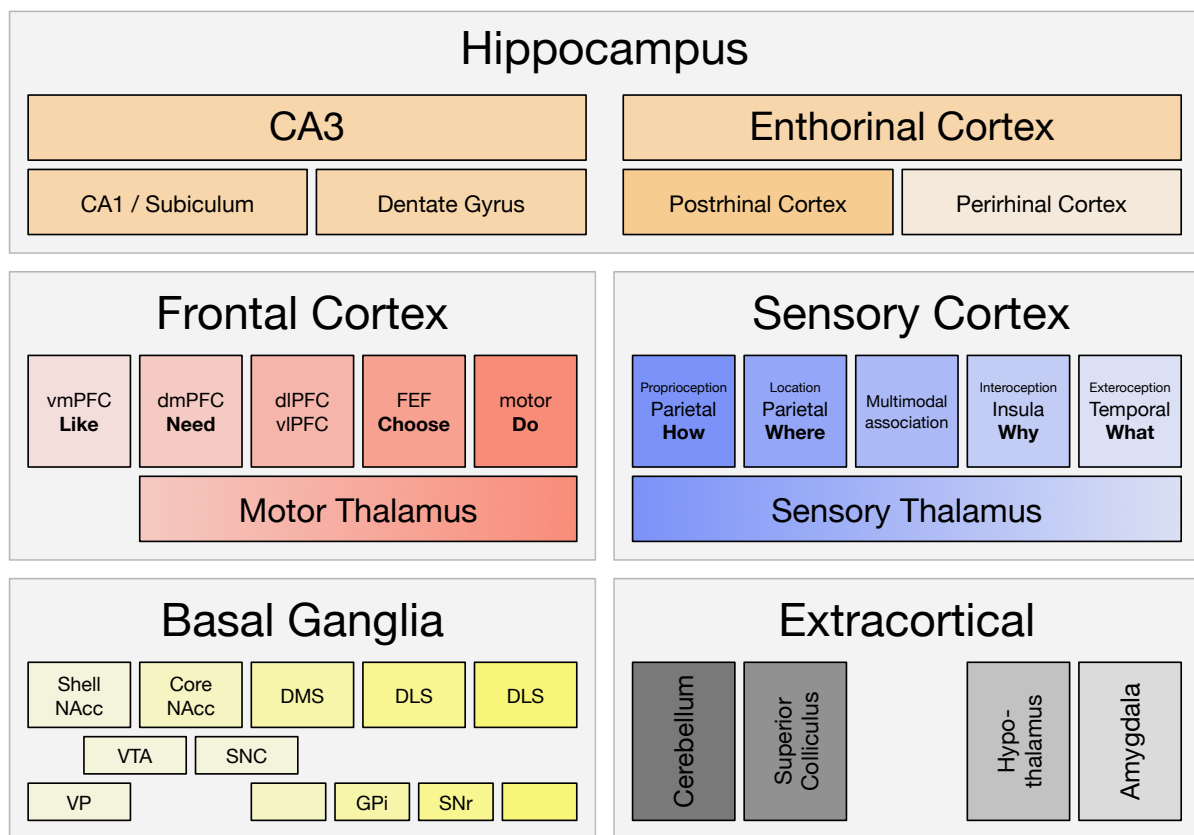 Hippocampus
CA3
Enthorinal Cortex
CA1 / Subiculum
Dentate Gyrus
Postrhinal Cortex
Perirhinal Cortex
Frontal Cortex
vmPFC
Like
dmPFC
Need
dlPFC
vlPFC
FEF
Choose
motor
Do
Motor Thalamus
Sensory Cortex
Proprioception
Parietal
How
Location
Parietal
Where
Multimodal
association
Interoception
Insula
Why
Exteroception
Temporal
What
Sensory Thalamus
Basal Ganglia
Shell
NAcc
Core
NAcc
DMS
DLS
DLS
VTA
SNC
VP
GPi
SNr
Extracortical
Cerebellum
Superior
Colliculus
Hypo-
thalamus
Amygdala